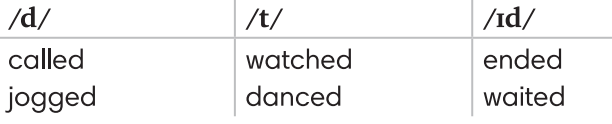 /d/ /t/ /ɪd/
called watched ended
jogged danced waited